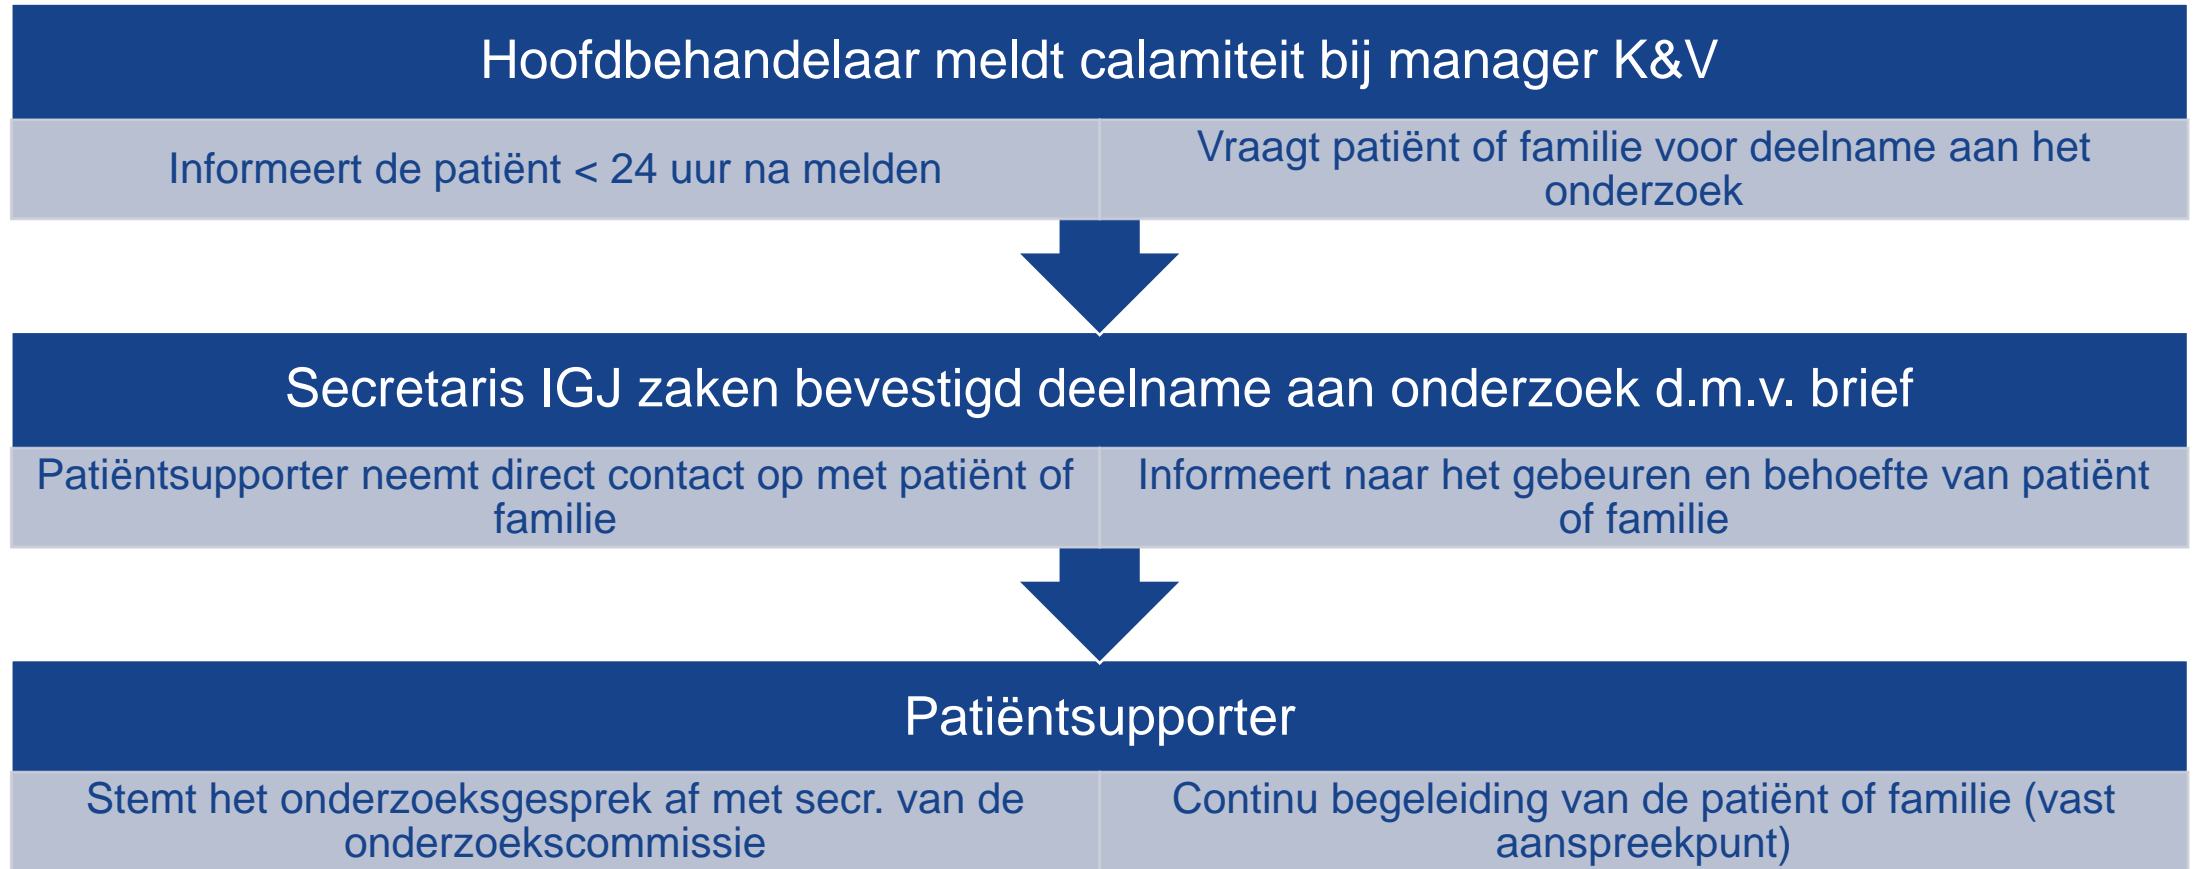 Hoofdbehandelaar meldt calamiteit bij manager K&V
Informeert de patiënt < 24 uur na melden
Vraagt patiënt of familie voor deelname aan het
onderzoek
Secretaris IGJ zaken bevestigd deelname aan onderzoek d.m.v. brief
Patiëntsupporter neemt direct contact op met patiënt of
familie
Informeert naar het gebeuren en behoefte van patiënt
of familie
Patiëntsupporter
Stemt het onderzoeksgesprek af met secr. van de
onderzoekscommissie
Continu begeleiding van de patiënt of familie (vast
aanspreekpunt)